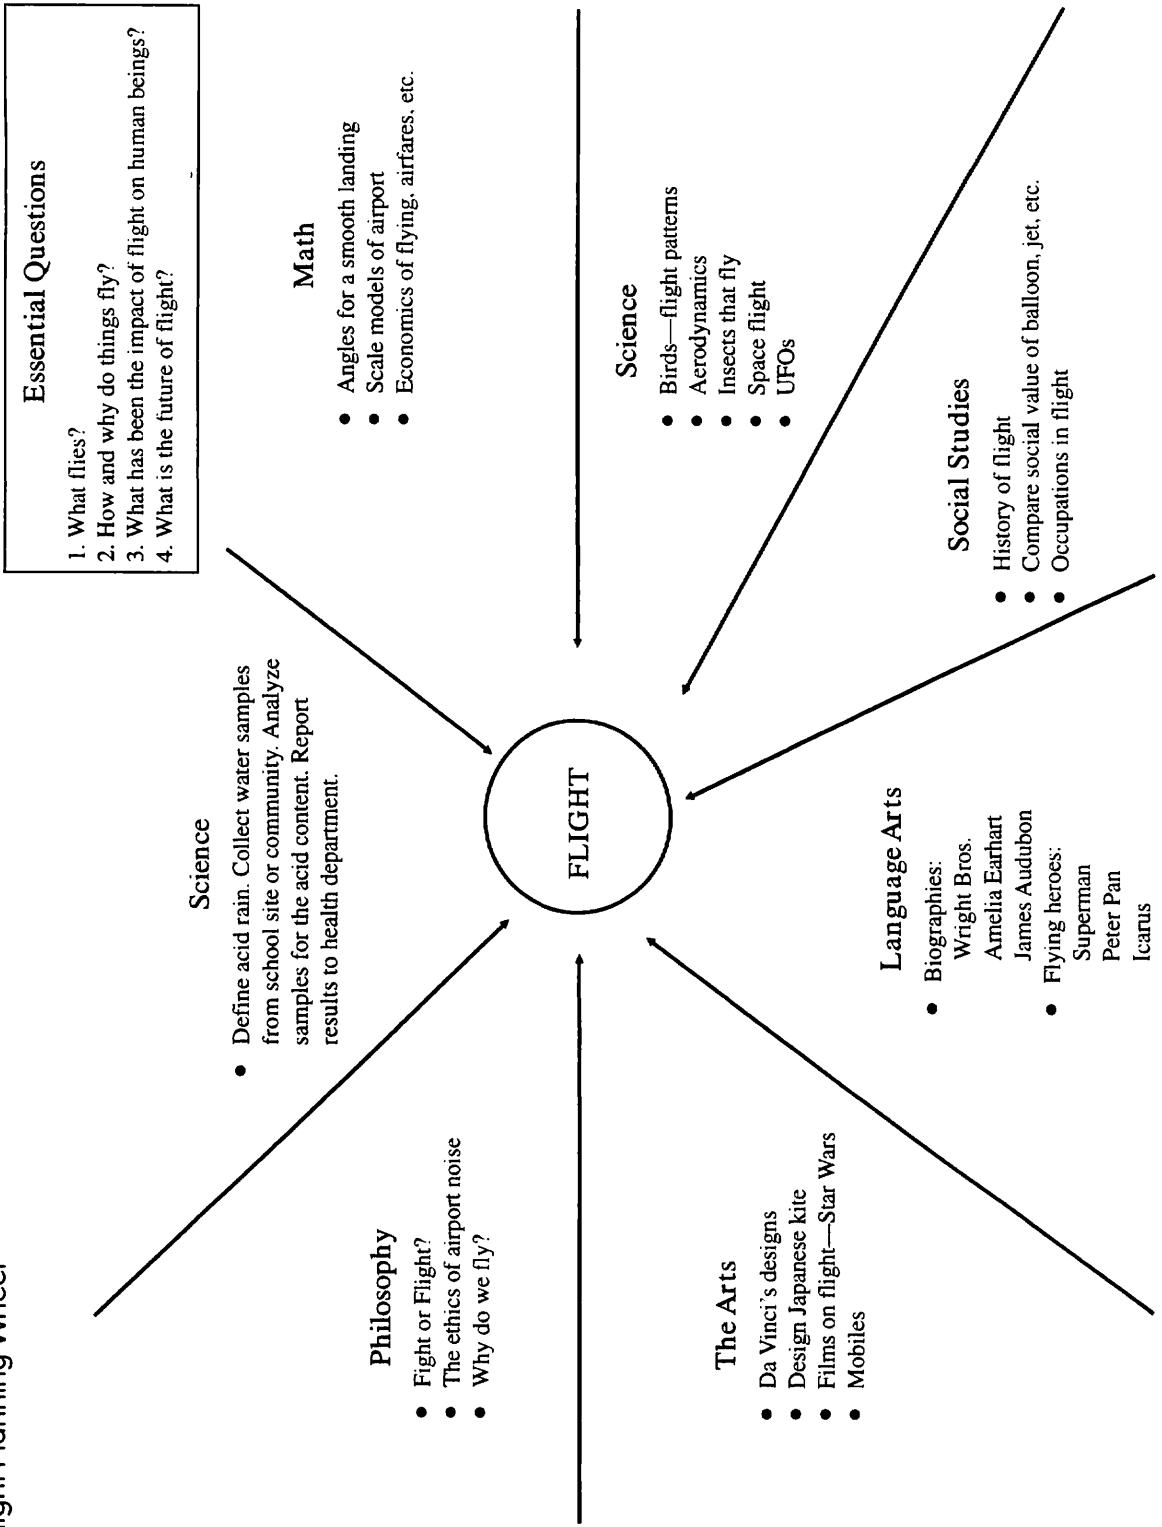 Planning Wheel
Essential Questions
1. What flies?
2. How and why do things fly?
3. What has been the impact of flight on human beings?
4. What is the future of flight?
Science
• Define acid rain. Collect water samples
from school site or community. Analyze
samples for the acid content. Report
results to health department.
Math
• Angles for a smooth landing
• Scale models of airport
• Economics of flying, airfares, etc.
Science
• Birds—flight patterns
• Aerodynamics
• Insects that fly
• Space flight
• UFOs
Social Studies
• History of flight
• Compare social value of balloon, jet, etc.
• Occupations in flight
Language Arts
• Biographies:
Wright Bros.
Amelia Earhart
James Audubon
• Flying heroes:
Superman
Peter Pan
Icarus
The Arts
• Da Vinci's designs
• Design Japanese kite
• Films on flight—Star Wars
• Mobiles
Philosophy
• Fight or Flight?
• The ethics of airport noise
• Why do we fly?
FLIGHT